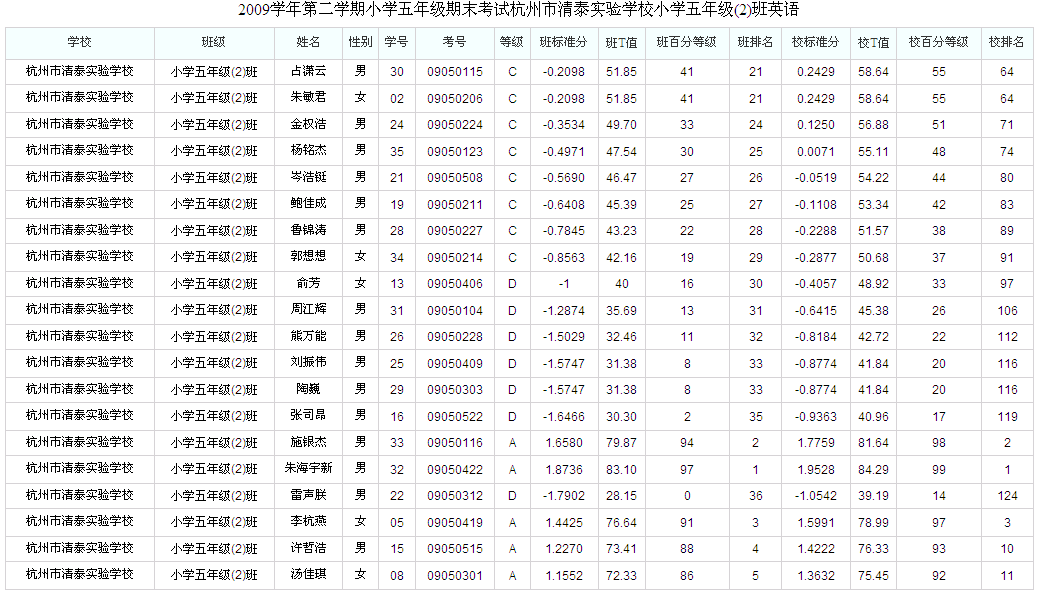 2009学年第二学期小学五年级期末考试杭州市清泰实验学校小学五年级(2)班英语
学校 班级 姓名 性别 学号 考号 等级 班标准分 班T值 班百分等级 班排名 校标准分 校T值 校百分等级 校排名
杭州市清泰实验学校 小学五年级(2)班 占潇云 男 30 09050115 C -0.2098 51.85 41 21 0.2429 58.64 55 64
杭州市清泰实验学校 小学五年级(2)班 朱敏君 女 02 09050206 C -0.2098 51.85 41 21 0.2429 58.64 55 64
杭州市清泰实验学校 小学五年级(2)班 金权浩 男 24 09050224 C -0.3534 49.70 33 24 0.1250 56.88 51 71
杭州市清泰实验学校 小学五年级(2)班 杨铭杰 男 35 09050123 C -0.4971 47.54 30 25 0.0071 55.11 48 74
杭州市清泰实验学校 小学五年级(2)班 岑浩铤 男 21 09050508 C -0.5690 46.47 27 26 -0.0519 54.22 44 80
杭州市清泰实验学校 小学五年级(2)班 鲍佳成 男 19 09050211 C -0.6408 45.39 25 27 -0.1108 53.34 42 83
杭州市清泰实验学校 小学五年级(2)班 鲁锦涛 男 28 09050227 C -0.7845 43.23 22 28 -0.2288 51.57 38 89
杭州市清泰实验学校 小学五年级(2)班 郭想想 女 34 09050214 C -0.8563 42.16 19 29 -0.2877 50.68 37 91
杭州市清泰实验学校 小学五年级(2)班 俞芳 女 13 09050406 D -1 40 16 30 -0.4057 48.92 33 97
杭州市清泰实验学校 小学五年级(2)班 周江辉 男 31 09050104 D -1.2874 35.69 13 31 -0.6415 45.38 26 106
杭州市清泰实验学校 小学五年级(2)班 熊万能 男 26 09050228 D -1.5029 32.46 11 32 -0.8184 42.72 22 112
杭州市清泰实验学校 小学五年级(2)班 刘振伟 男 25 09050409 D -1.5747 31.38 8 33 -0.8774 41.84 20 116
杭州市清泰实验学校 小学五年级(2)班 陶巍 男 29 09050303 D -1.5747 31.38 8 33 -0.8774 41.84 20 116
杭州市清泰实验学校 小学五年级(2)班 张司昂 男 16 09050522 D -1.6466 30.30 2 35 -0.9363 40.96 17 119
杭州市清泰实验学校 小学五年级(2)班 施银杰 男 33 09050116 A 1.6580 79.87 94 2 1.7759 81.64 98 2
杭州市清泰实验学校 小学五年级(2)班 朱海宇新 男 32 09050422 A 1.8736 83.10 97 1 1.9528 84.29 99 1
杭州市清泰实验学校 小学五年级(2)班 雷声朕 男 22 09050312 D -1.7902 28.15 0 36 -1.0542 39.19 14 124
杭州市清泰实验学校 小学五年级(2)班 李杭燕 女 05 09050419 A 1.4425 76.64 91 3 1.5991 78.99 97 3
杭州市清泰实验学校 小学五年级(2)班 许哲浩 男 15 09050515 A 1.2270 73.41 88 4 1.4222 76.33 93 10
杭州市清泰实验学校 小学五年级(2)班 汤佳琪 女 08 09050301 A 1.1552 72.33 86 5 1.3632 75.45 92 11